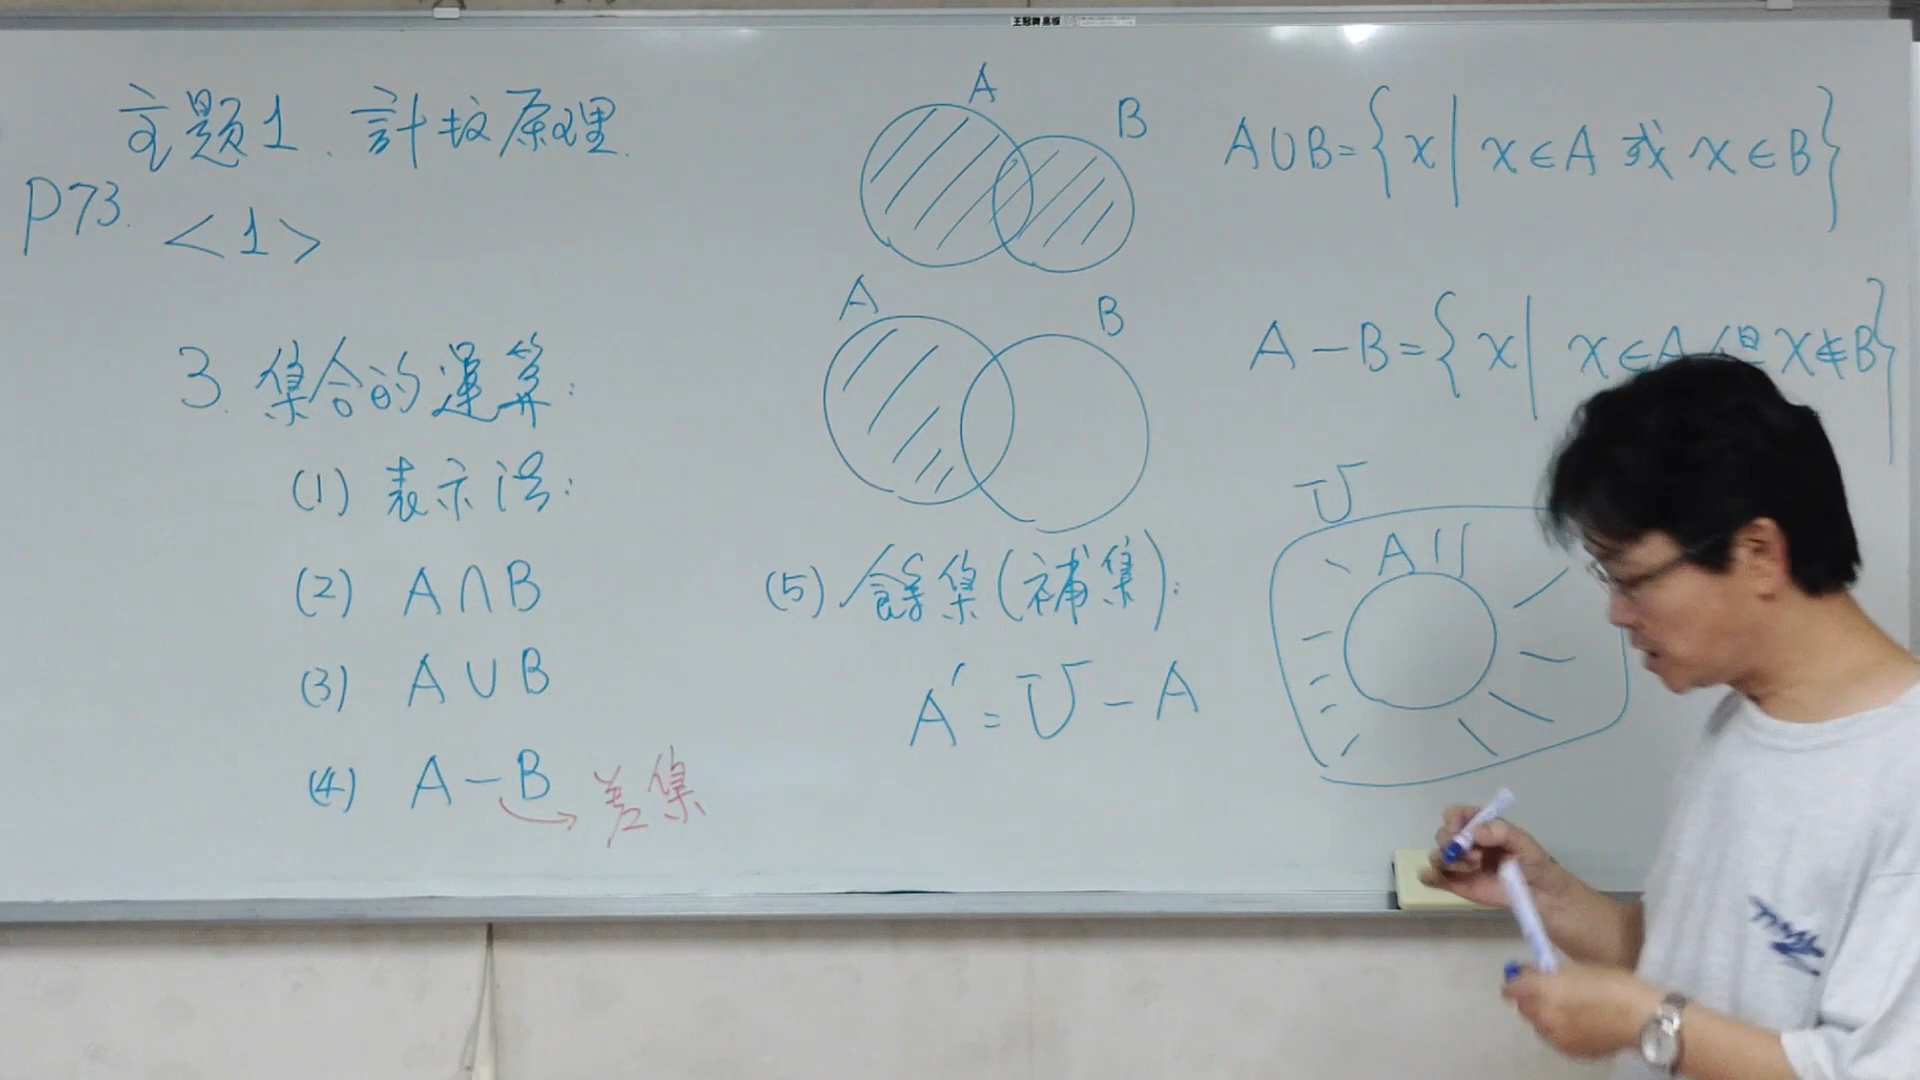 主題1、計数原理.
P73. <1>
3. 集合的運算:
(1) 表示法:
(2) A∩B
(3) A∪B
(4) A-B → 差集
A B
A∪B={x| x∈A 或 x∈B}
A B
A-B={x| x∈A 但 x∉B}
(5) 餘集(補集):
A'=U-A
U
A